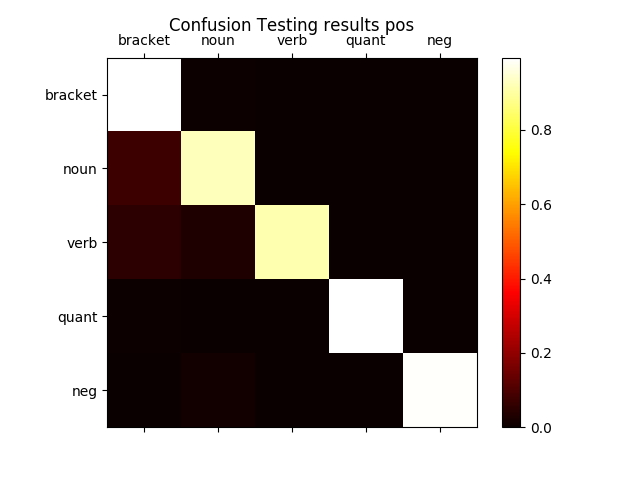 Confusion Testing results pos
bracket noun verb quant neg
bracket
noun
verb
quant
neg
0.8
0.6
0.4
0.2
0.0